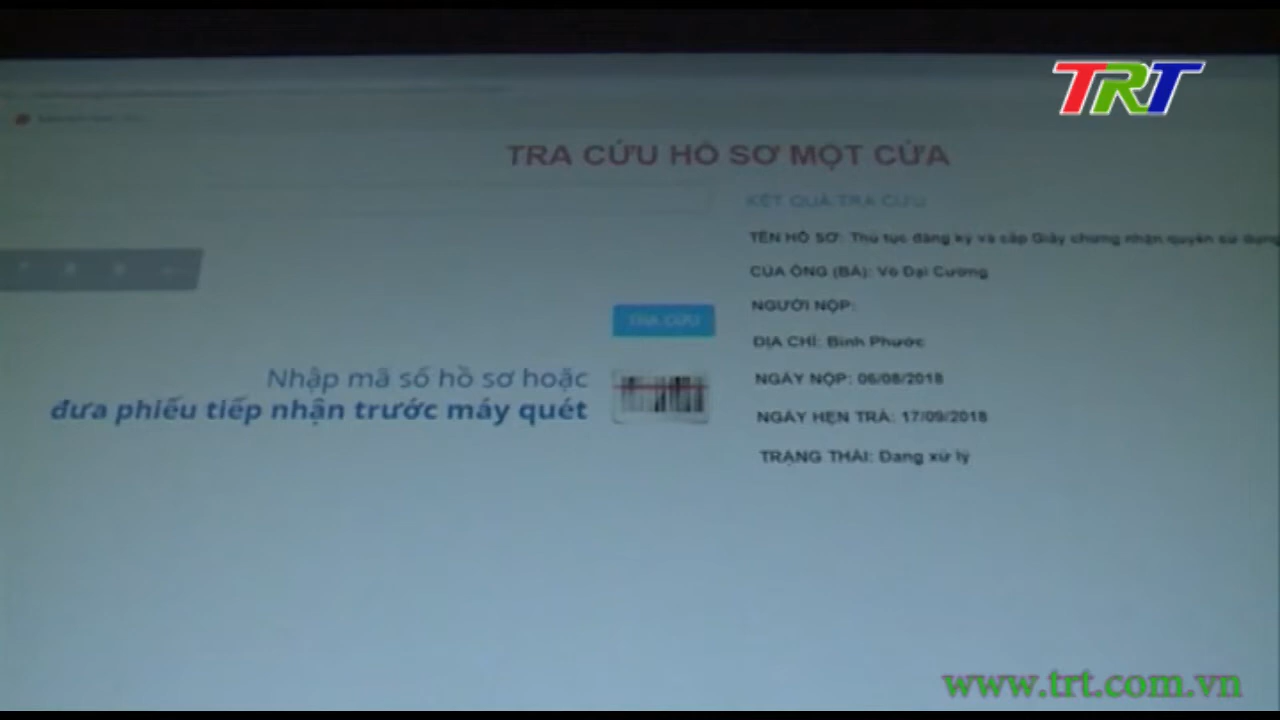 TRT
TRA CỨU HỒ SƠ MỘT CỬA
KẾT QUẢ TRA CỨU
TÊN HỒ SƠ: Thủ tục đăng ký và cấp Giấy chứng nhận quyền sử dụng
CỦA ÔNG (BÀ): Võ Đại Cường
NGƯỜI NỘP:
TRA CỨU
ĐỊA CHỈ: Bình Phước
Nhập mã số hồ sơ hoặc
NGÀY NỘP: 06/08/2018
đưa phiếu tiếp nhận trước máy quét
NGÀY HẸN TRẢ: 17/09/2018
TRẠNG THÁI: Đang xử lý
www.trt.com.vn